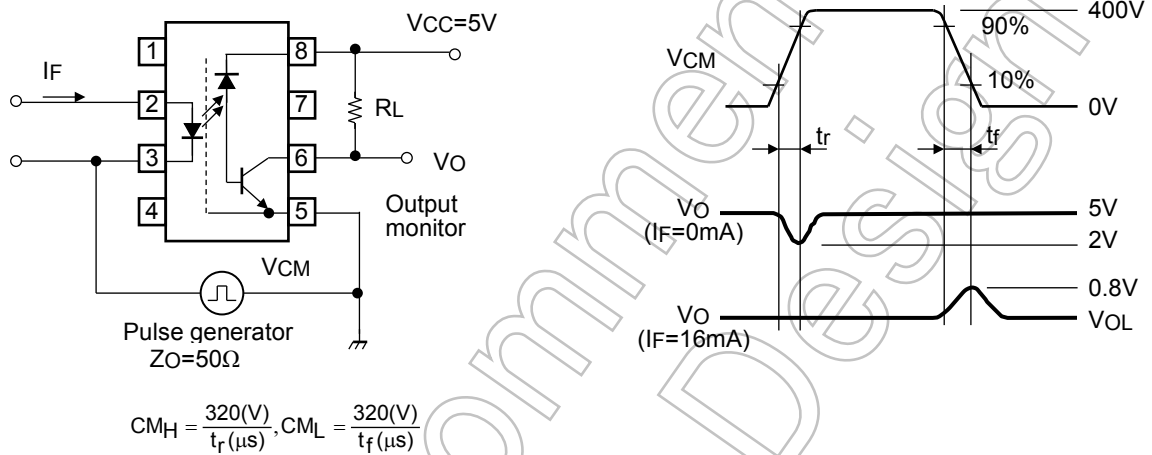 1
2
3
4
8
7
6
5
IF
VCC=5V
RL
VO
Output
monitor
VCM
Pulse generator
ZO=50Ω
CMH = 320(V) / tr(μs), CML = 320(V) / tf(μs)
VCM
400V
90%
10%
0V
tr
tf
VO
(IF=0mA)
5V
2V
VO
(IF=16mA)
0.8V
VOL
ommen
Design